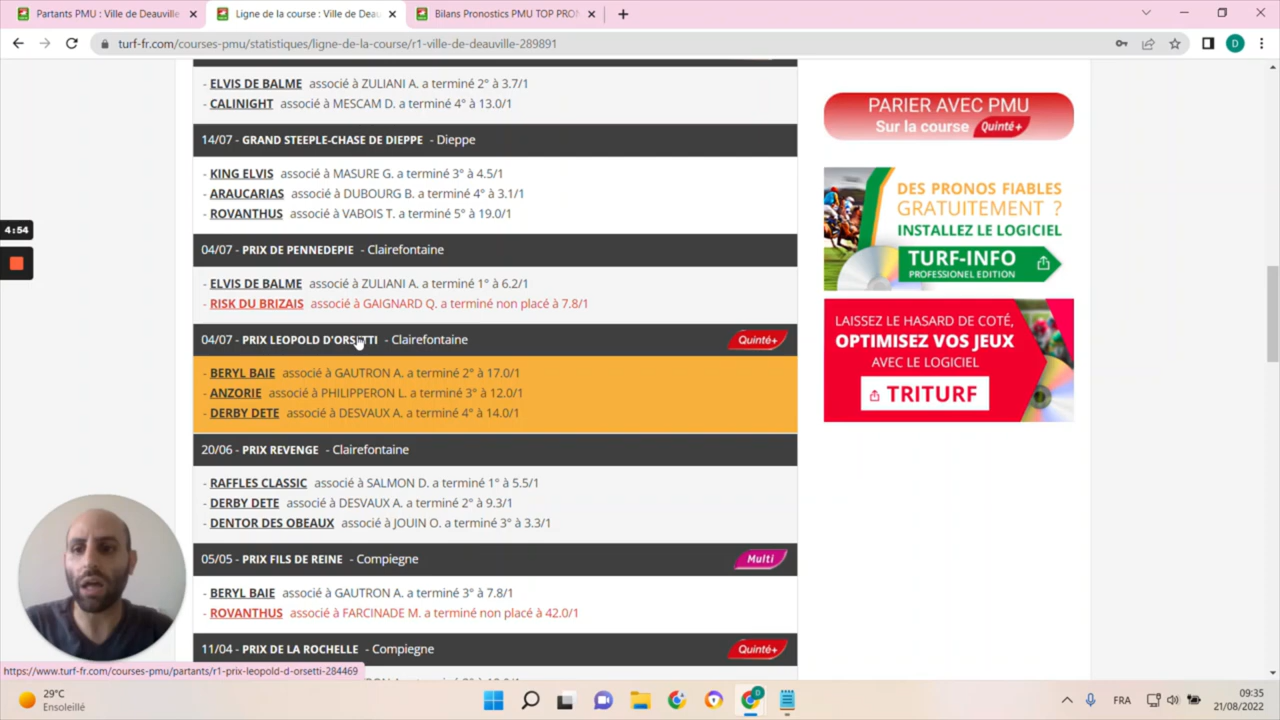 Partants PMU : Ville de Deauville
Ligne de la course : Ville de Deau
Bilans Pronostics PMU TOP PRON
turf-fr.com/courses-pmu/statistiques/ligne-de-la-course/r1-ville-de-deauville-289891
D
- ELVIS DE BALME associé à ZULIANI A. a terminé 2° à 3.7/1
- CALINIGHT associé à MESCAM D. a terminé 4° à 13.0/1
14/07 - GRAND STEEPLE-CHASE DE DIEPPE - Dieppe
- KING ELVIS associé à MASURE G. a terminé 3° à 4.5/1
- ARAUCARIAS associé à DUBOURG B. a terminé 4° à 3.1/1
- ROVANTHUS associé à VABOIS T. a terminé 5° à 19.0/1
04/07 - PRIX DE PENNEDEPIE - Clairefontaine
- ELVIS DE BALME associé à ZULIANI A. a terminé 1° à 6.2/1
- RISK DU BRIZAIS associé à GAIGNARD Q. a terminé non placé à 7.8/1
04/07 - PRIX LEOPOLD D'ORSETTI - Clairefontaine Quinté+
- BERYL BAIE associé à GAUTRON A. a terminé 2° à 17.0/1
- ANZORIE associé à PHILIPPERON L. a terminé 3° à 12.0/1
- DERBY DETE associé à DESVAUX A. a terminé 4° à 14.0/1
20/06 - PRIX REVENGE - Clairefontaine
- RAFFLES CLASSIC associé à SALMON D. a terminé 1° à 5.5/1
- DERBY DETE associé à DESVAUX A. a terminé 2° à 9.3/1
- DENTOR DES OBEAUX associé à JOUIN O. a terminé 3° à 3.3/1
05/05 - PRIX FILS DE REINE - Compiegne Multi
- BERYL BAIE associé à GAUTRON A. a terminé 3° à 7.8/1
- ROVANTHUS associé à FARCINADE M. a terminé non placé à 42.0/1
11/04 - PRIX DE LA ROCHELLE - Compiegne Quinté+
PARIER AVEC PMU
Sur la course Quinté+
DES PRONOS FIABLES
GRATUITEMENT ?
INSTALLEZ LE LOGICIEL
TURF-INFO
PROFESSIONEL EDITION
LAISSEZ LE HASARD DE COTÉ,
OPTIMISEZ VOS JEUX
AVEC LE LOGICIEL
TRITURF
4:54
https://www.turf-fr.com/courses-pmu/partants/r1-prix-leopold-d-orsetti-284469
29°C
Ensoleillé
D
FRA
09:35
21/08/2022